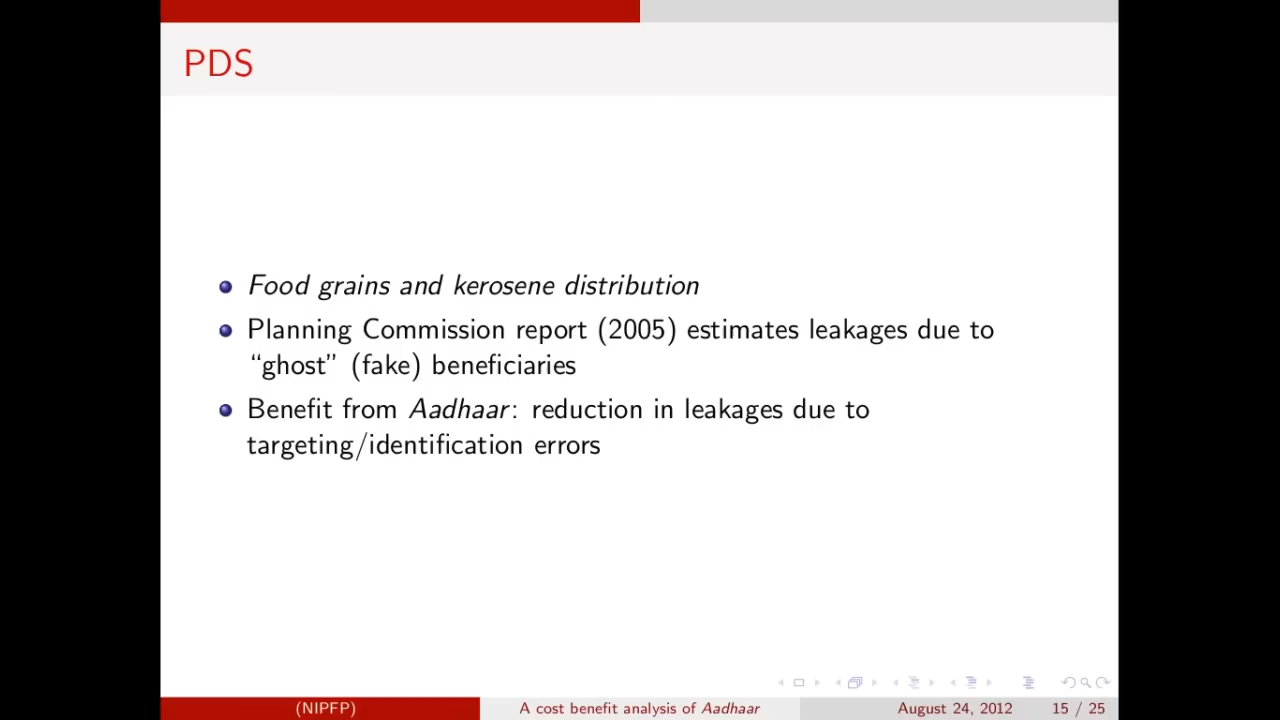 PDS
Food grains and kerosene distribution
Planning Commission report (2005) estimates leakages due to
“ghost” (fake) beneficiaries
Benefit from Aadhaar: reduction in leakages due to
targeting/identification errors
(NIPFP) A cost benefit analysis of Aadhaar August 24, 2012 15 / 25